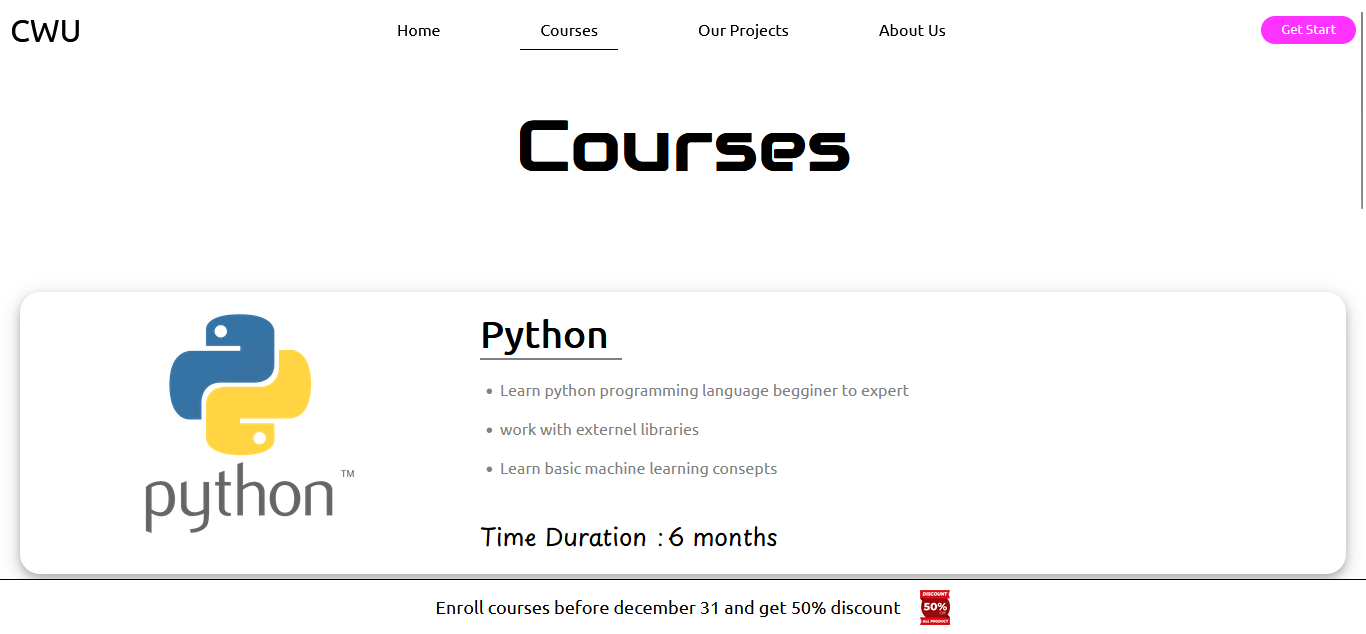 CWU Home Courses Our Projects About Us Get Start
Courses
Python
• Learn python programming language begginer to expert
• work with externel libraries
• Learn basic machine learning consepts
python TM
Time Duration : 6 months
Enroll courses before december 31 and get 50% discount
DISCOUNT
50%
ALL PRODUCT